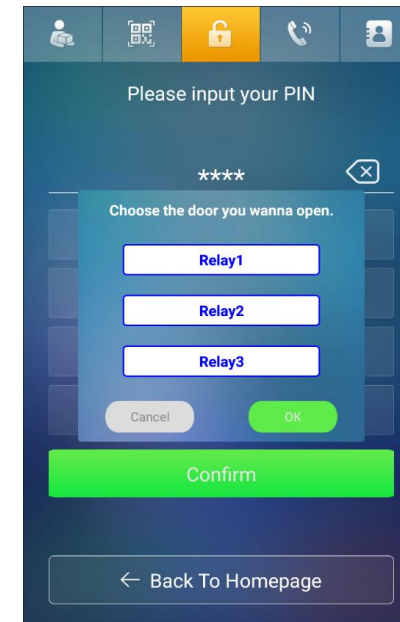 Please input your PIN
****
Choose the door you wanna open.
Relay1
Relay2
Relay3
Cancel
OK
Confirm
← Back To Homepage